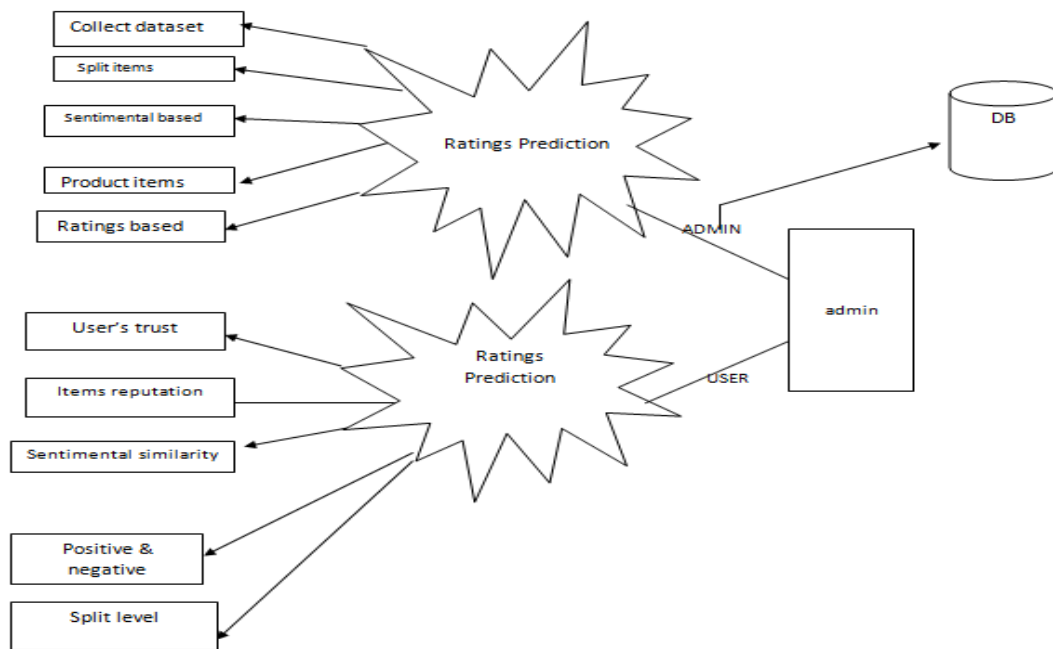 Collect dataset
Split items
Sentimental based
Product items
Ratings based
Ratings Prediction
DB
ADMIN
admin
User's trust
Items reputation
Sentimental similarity
Positive &
negative
Split level
Ratings
Prediction
USER